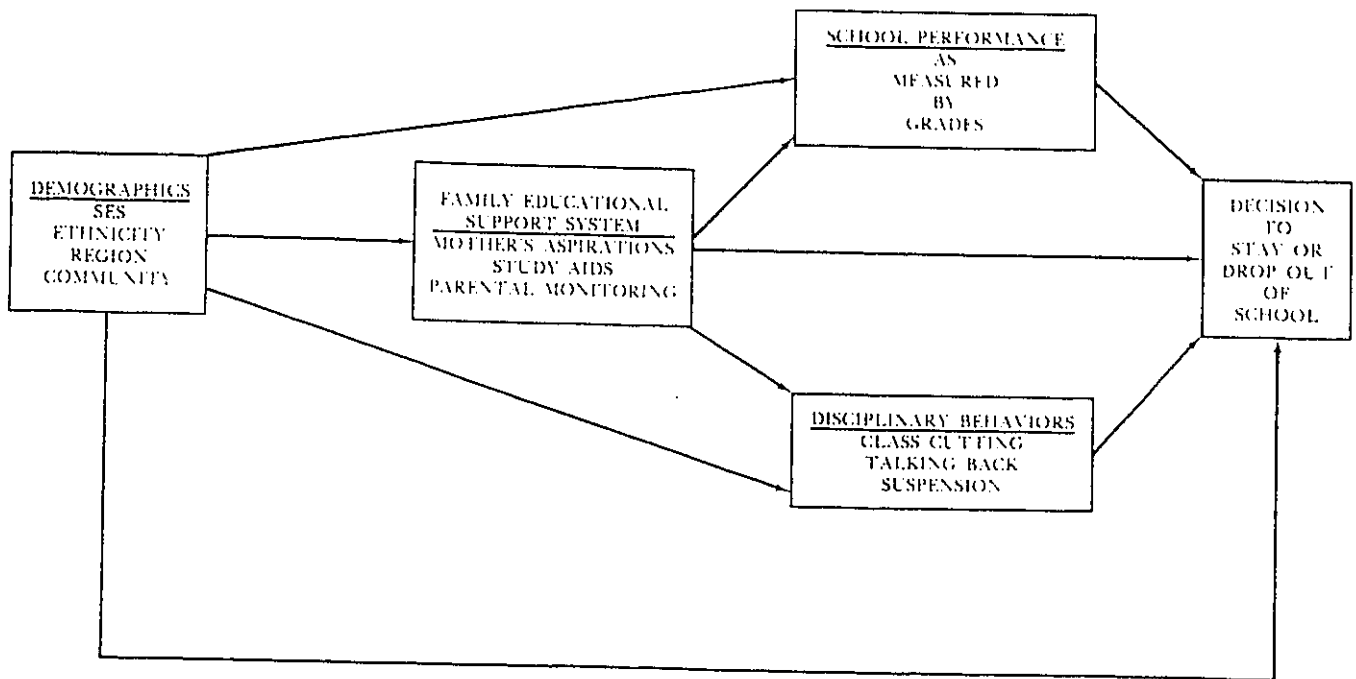 SCHOOL PERFORMANCE
AS
MEASURED
BY
GRADES
DEMOGRAPHICS
SES
ETHNICITY
REGION
COMMUNITY
FAMILY EDUCATIONAL
SUPPORT SYSTEM
MOTHER'S ASPIRATIONS
STUDY AIDS
PARENTAL MONITORING
DECISION
TO
STAY OR
DROP OUT
OF
SCHOOL
DISCIPLINARY BEHAVIORS
CLASS CUTTING
TALKING BACK
SUSPENSION